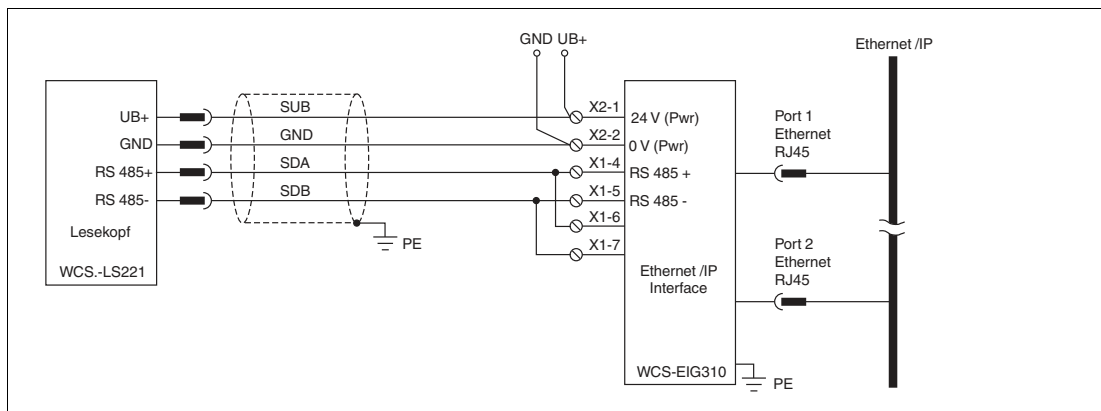 GND UB+
Ethernet /IP
UB+
SUB
X2-1
24 V (Pwr)
GND
GND
X2-2
0 V (Pwr)
RS 485+
SDA
X1-4
RS 485 +
RS 485-
SDB
X1-5
RS 485 -
X1-6
X1-7
Lesekopf
WCS.-LS221
PE
Port 1
Ethernet
RJ45
Port 2
Ethernet
RJ45
Ethernet /IP
Interface
WCS-EIG310
PE